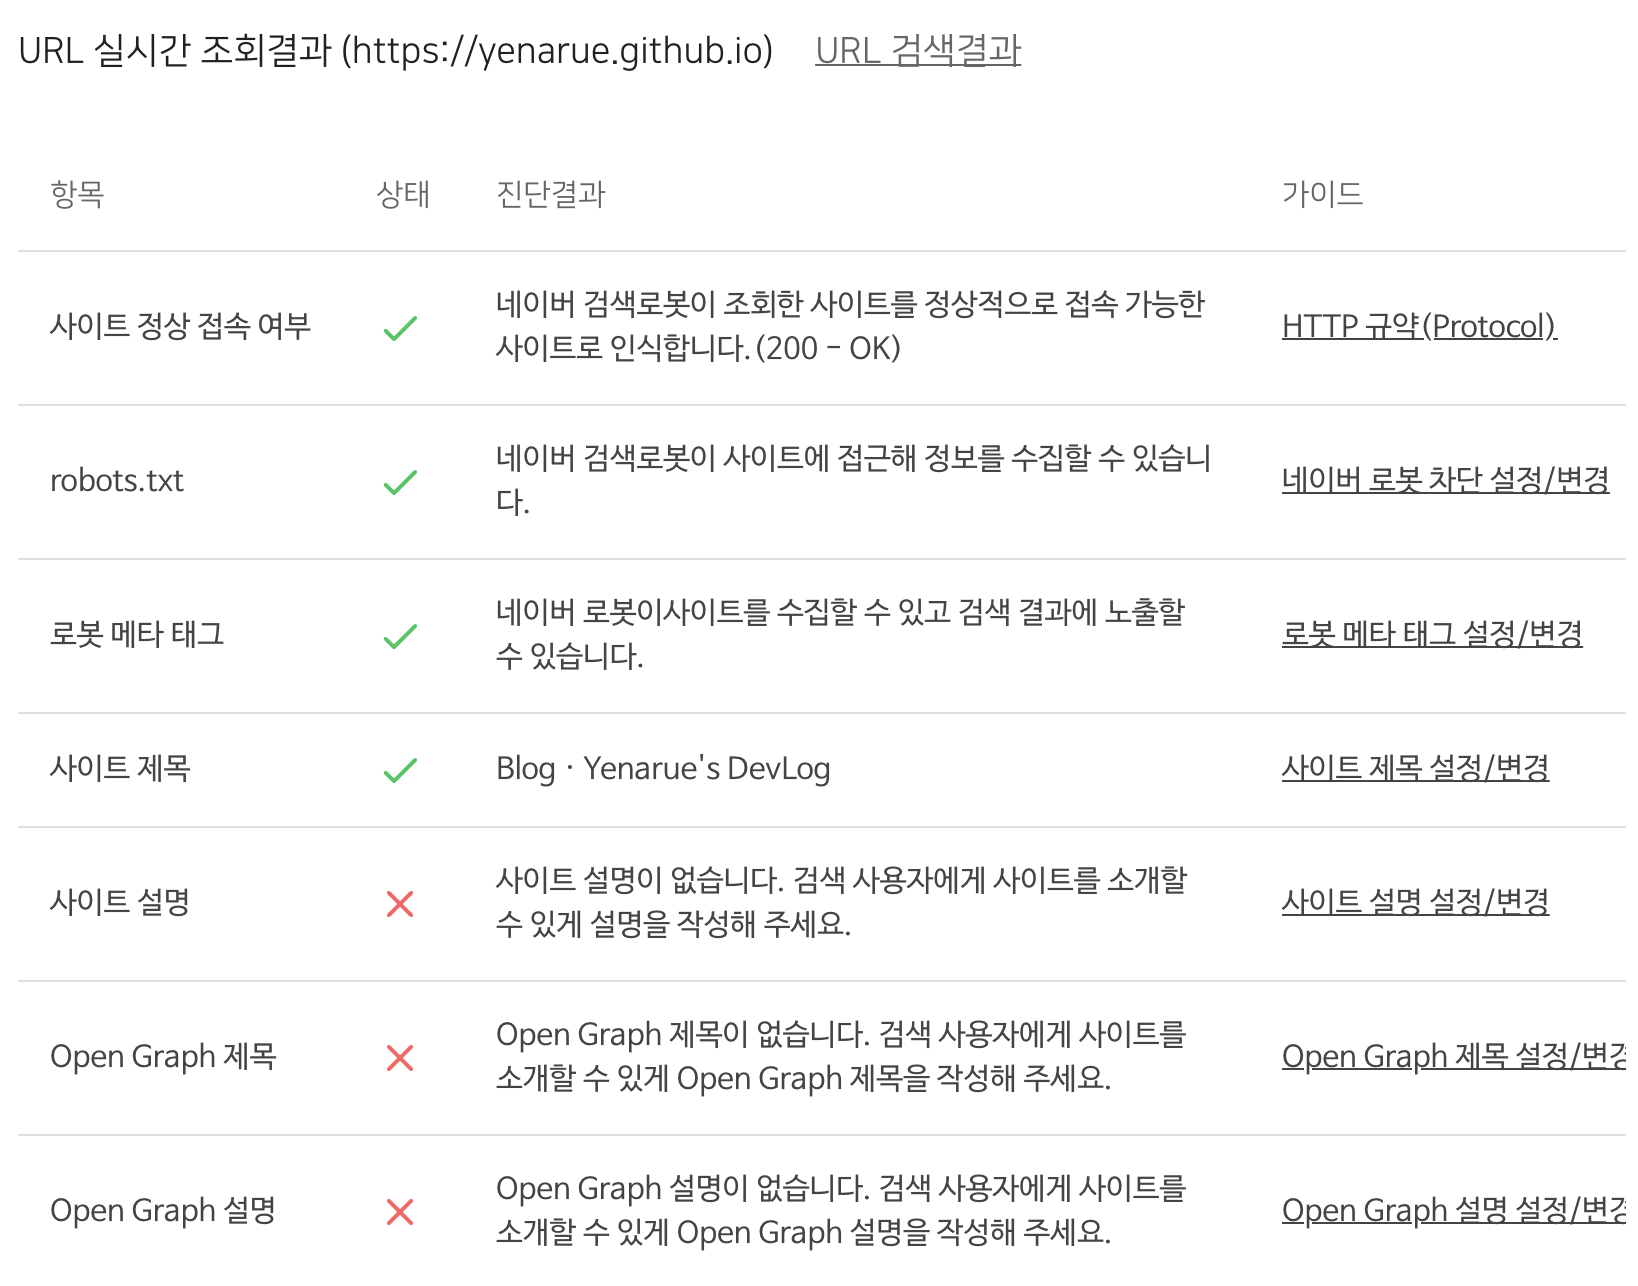 URL 실시간 조회결과 (https://yenarue.github.io) URL 검색결과
항목 상태 진단결과 가이드
사이트 정상 접속 여부
네이버 검색로봇이 조회한 사이트를 정상적으로 접속 가능한
사이트로 인식합니다.(200 - OK)
HTTP 규약(Protocol)
robots.txt
네이버 검색로봇이 사이트에 접근해 정보를 수집할 수 있습니
다.
네이버 로봇 차단 설정/변경
로봇 메타 태그
네이버 로봇이사이트를 수집할 수 있고 검색 결과에 노출할
수 있습니다.
로봇 메타 태그 설정/변경
사이트 제목
Blog · Yenarue's DevLog
사이트 제목 설정/변경
사이트 설명
사이트 설명이 없습니다. 검색 사용자에게 사이트를 소개할
수 있게 설명을 작성해 주세요.
사이트 설명 설정/변경
Open Graph 제목
Open Graph 제목이 없습니다. 검색 사용자에게 사이트를
소개할 수 있게 Open Graph 제목을 작성해 주세요.
Open Graph 제목 설정/변경
Open Graph 설명
Open Graph 설명이 없습니다. 검색 사용자에게 사이트를
소개할 수 있게 Open Graph 설명을 작성해 주세요.
Open Graph 설명 설정/변경